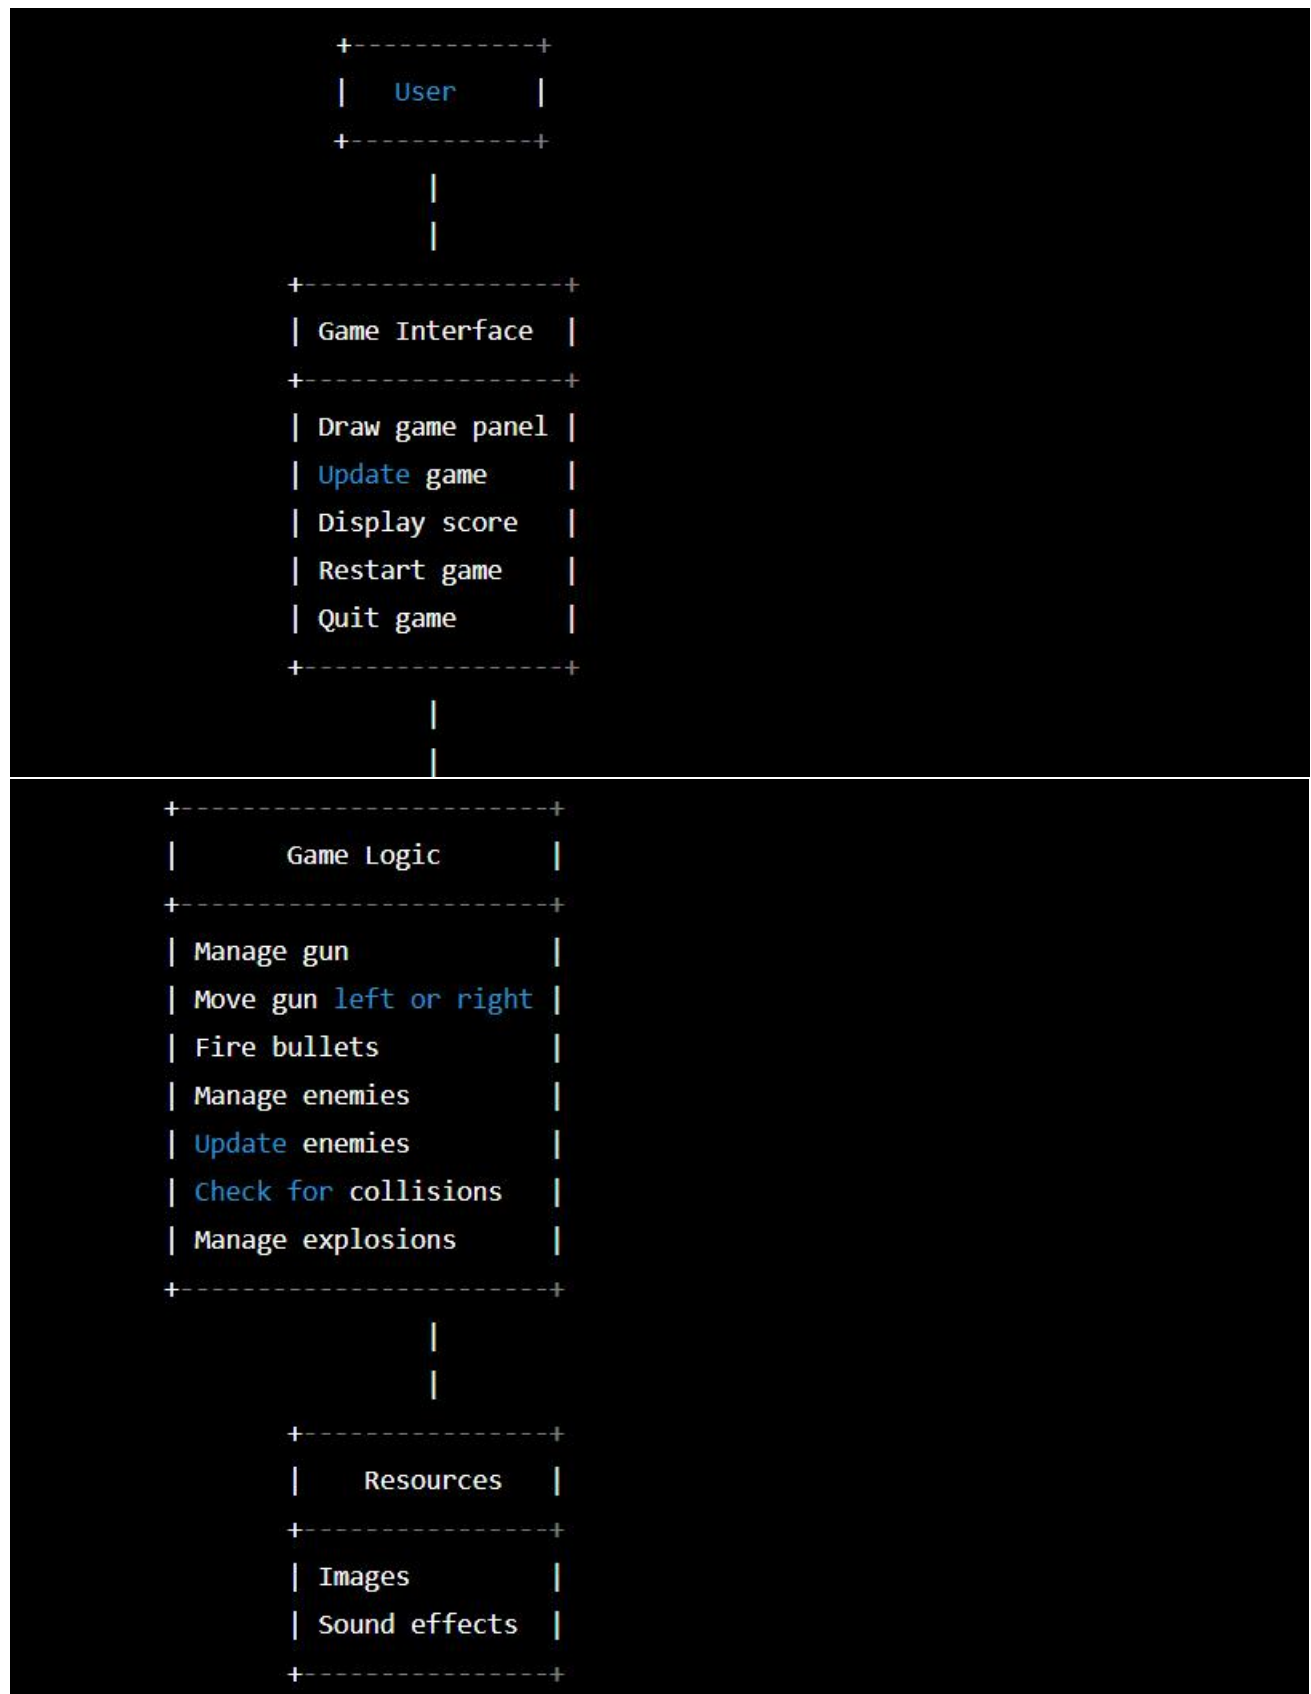 User
Game Interface
Draw game panel
Update game
Display score
Restart game
Quit game
Game Logic
Manage gun
Move gun left or right
Fire bullets
Manage enemies
Update enemies
Check for collisions
Manage explosions
Resources
Images
Sound effects